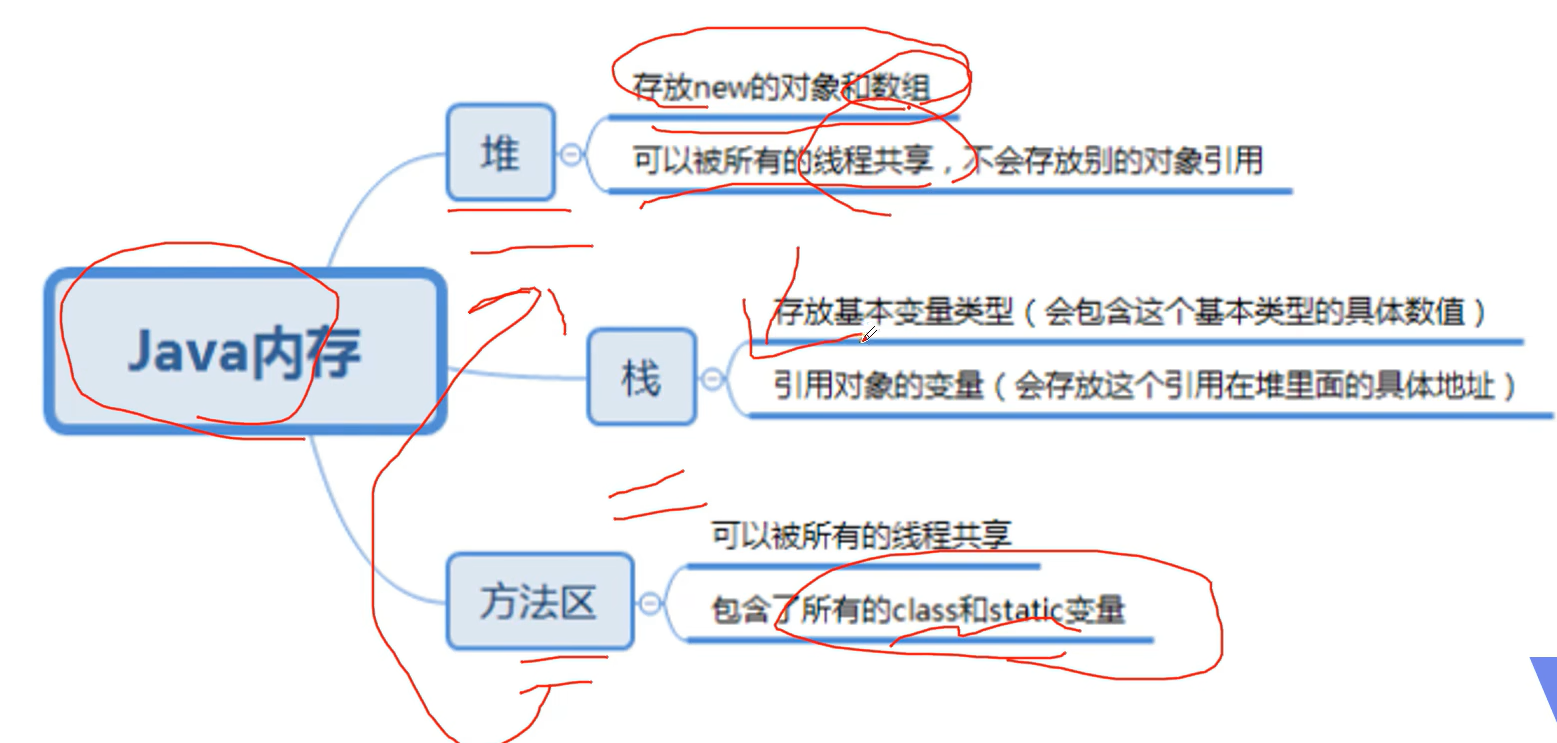 堆
存放new的对象和数组
可以被所有的线程共享，不会存放别的对象引用
Java内存
栈
存放基本变量类型（会包含这个基本类型的具体数值）
引用对象的变量（会存放这个引用在堆里面的具体地址）
方法区
可以被所有的线程共享
包含了所有的class和static变量